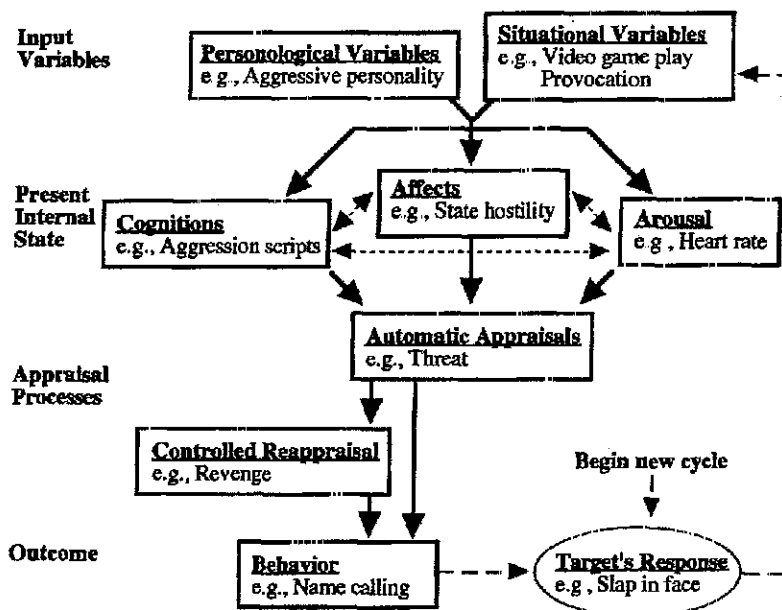 Input
Variables
Personological Variables
e.g., Aggressive personality
Situational Variables
e.g., Video game play
Provocation
Present
Internal
State
Cognitions
e.g., Aggression scripts
Affects
e.g., State hostility
Arousal
e.g., Heart rate
Automatic Appraisals
e.g., Threat
Appraisal
Processes
Controlled Reappraisal
e.g., Revenge
Begin new cycle
Outcome
Behavior
e.g., Name calling
Target's Response
e.g., Slap in face